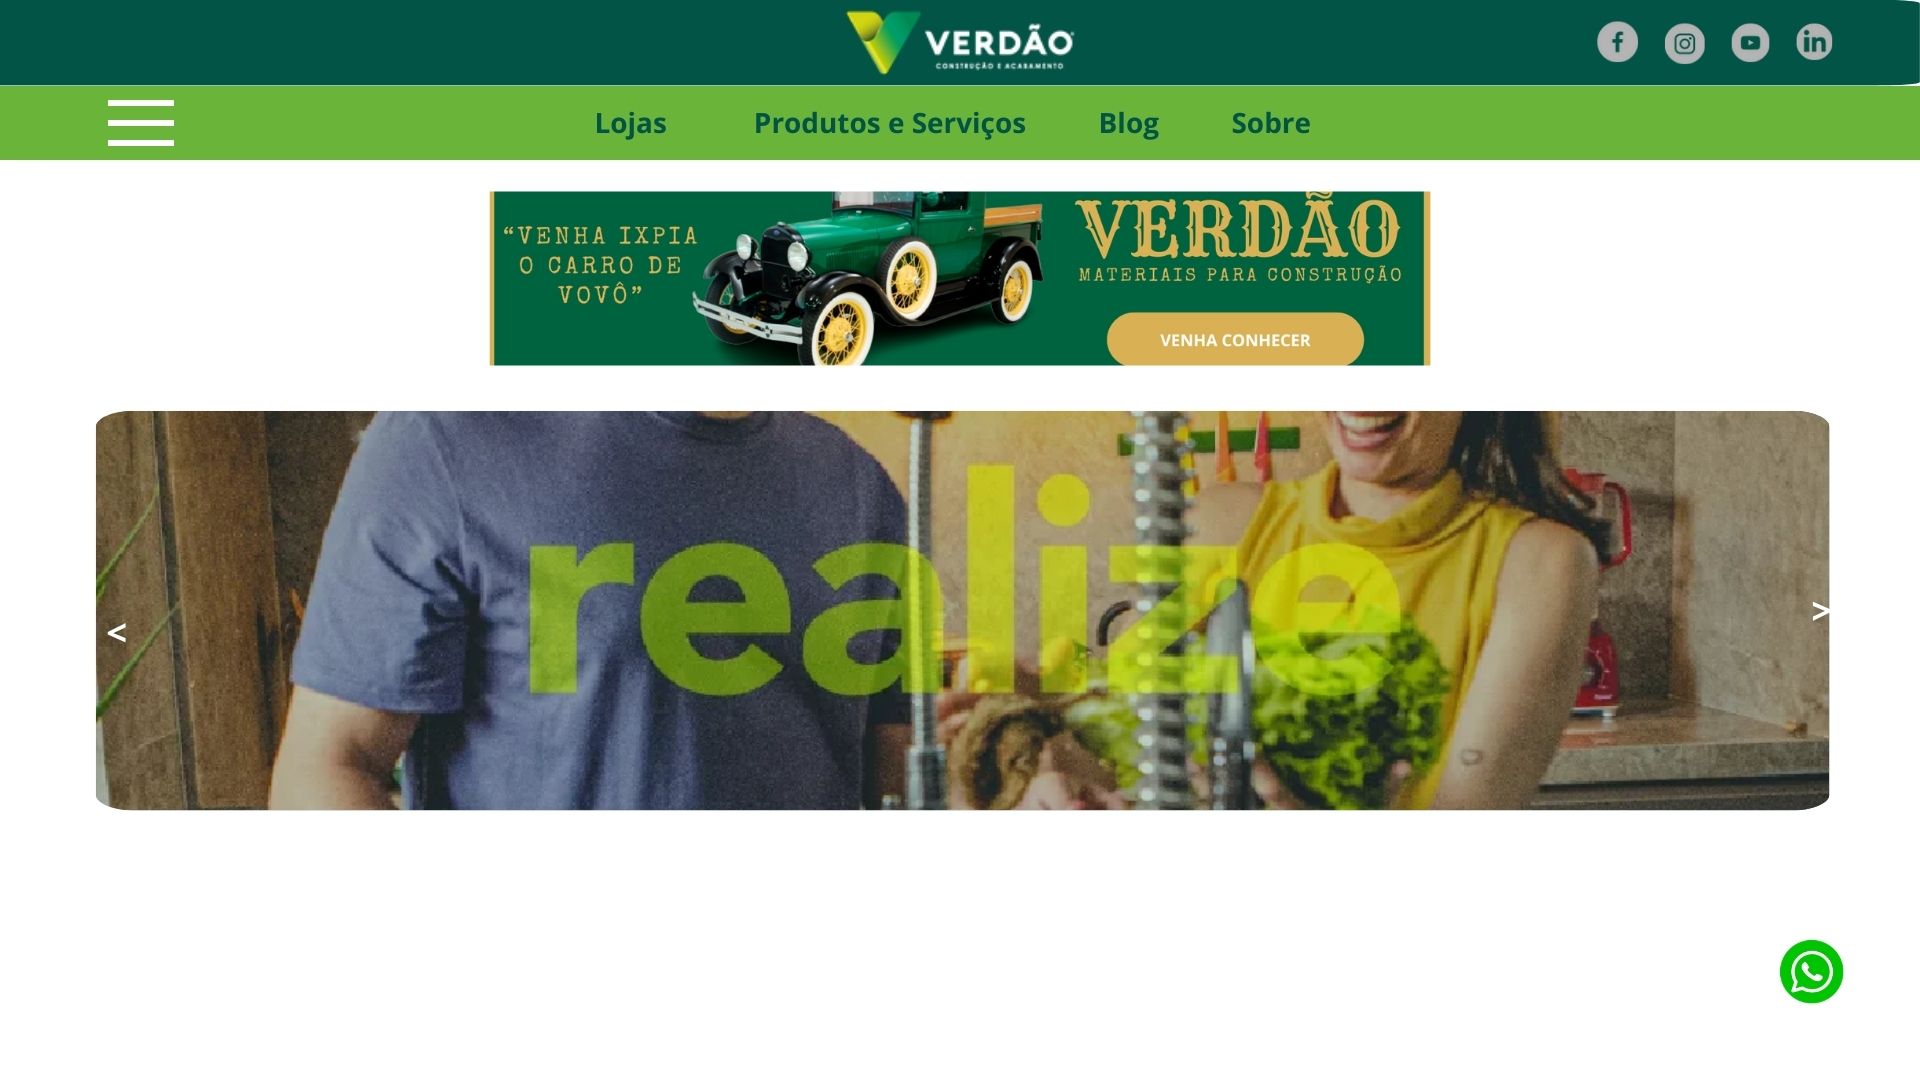 VERDÃO
CONSTRUÇÃO E ACABAMENTO
Lojas
Produtos e Serviços
Blog
Sobre
“VENHA IXPIA
O CARRO DE
VOVÔ”
VERDÃO
MATERIAIS PARA CONSTRUÇÃO
VENHA CONHECER
realize
<
>